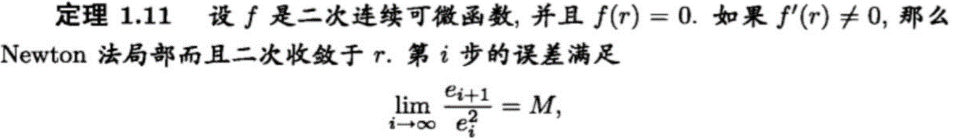 定理 1.11 设 f 是二次连续可微函数, 并且 f(r) = 0. 如果 f′(r) ≠ 0, 那么
Newton 法局部而且二次收敛于 r. 第 i 步的误差满足
lim_{i→∞} e_{i+1}/e_i^2 = M,